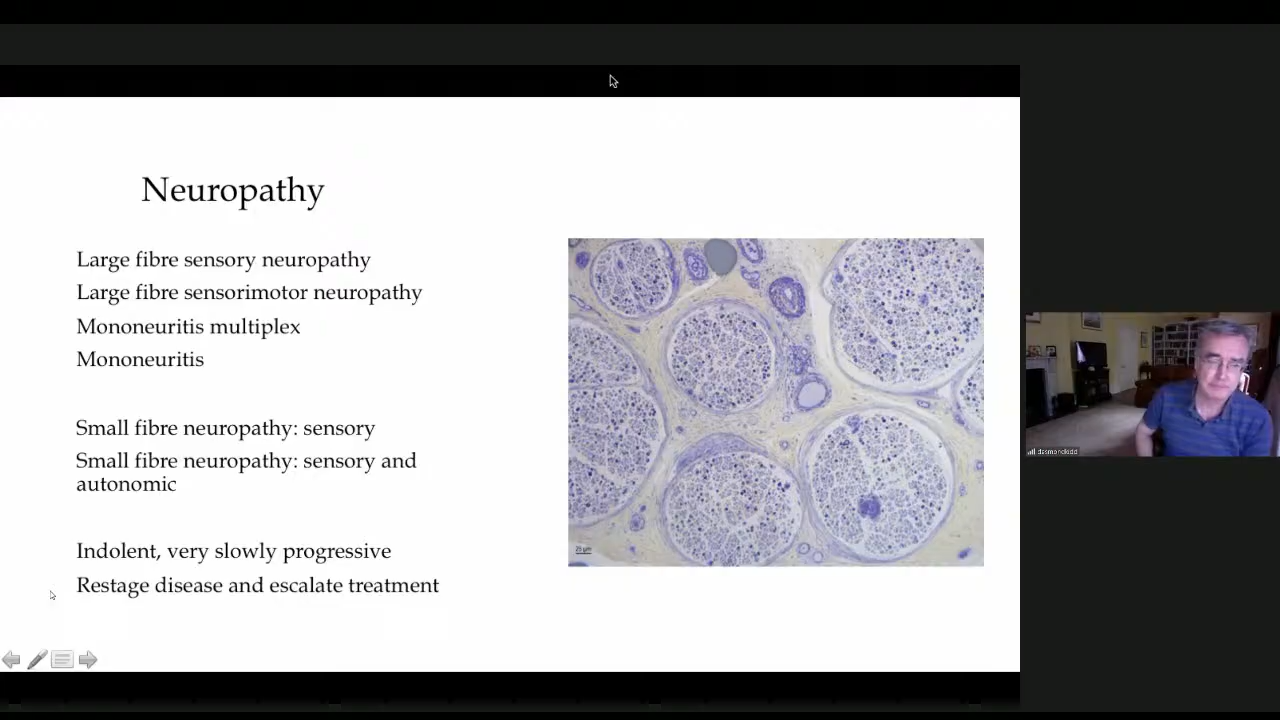 Neuropathy
Large fibre sensory neuropathy
Large fibre sensorimotor neuropathy
Mononeuritis multiplex
Mononeuritis
Small fibre neuropathy: sensory
Small fibre neuropathy: sensory and
autonomic
Indolent, very slowly progressive
Restage disease and escalate treatment